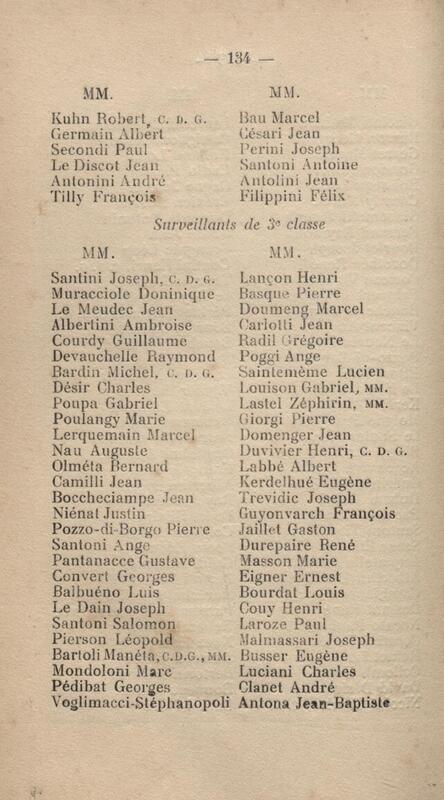 — 134 —
MM.
Kuhn Robert, C. D. G.
Germain Albert
Secondi Paul
Le Discot Jean
Antonini André
Tilly François
MM.
Bau Marcel
Césari Jean
Perini Joseph
Santoni Antoine
Antolini Jean
Filippini Félix
Surveillants de 3e classe
MM.
Santini Joseph, C. D. G.
Muracciole Doninique
Le Meudec Jean
Albertini Ambroise
Courdy Guillaume
Devauchelle Raymond
Bardin Michel, C. D. G.
Désir Charles
Poupa Gabriel
Poulangy Marie
Lerquemain Marcel
Nau Auguste
Olméta Bernard
Camilli Jean
Boccheciampe Jean
Niénat Justin
Pozzo-di-Borgo Pierre
Santoni Ange
Pantanacce Gustave
Convert Georges
Balbuéno Luis
Le Dain Joseph
Santoni Salomon
Pierson Léopold
Bartoli Manéta, C.D.G., MM.
Mondoloni Marc
Pédibat Georges
Voglimacci-Stéphanopoli
MM.
Lançon Henri
Basque Pierre
Doumeng Marcel
Carlotti Jean
Radil Grégoire
Poggi Ange
Saintemème Lucien
Louison Gabriel, MM.
Lastel Zéphirin, MM.
Giorgi Pierre
Domenger Jean
Duvivier Henri, C. D. G.
Labbé Albert
Kerdelhué Eugène
Trevidic Joseph
Guyonvarch François
Jaillet Gaston
Durepaire René
Masson Marie
Eigner Ernest
Bourdat Louis
Couy Henri
Laroze Paul
Malmassari Joseph
Busser Eugène
Luciani Charles
Clanet André
Antona Jean-Baptiste